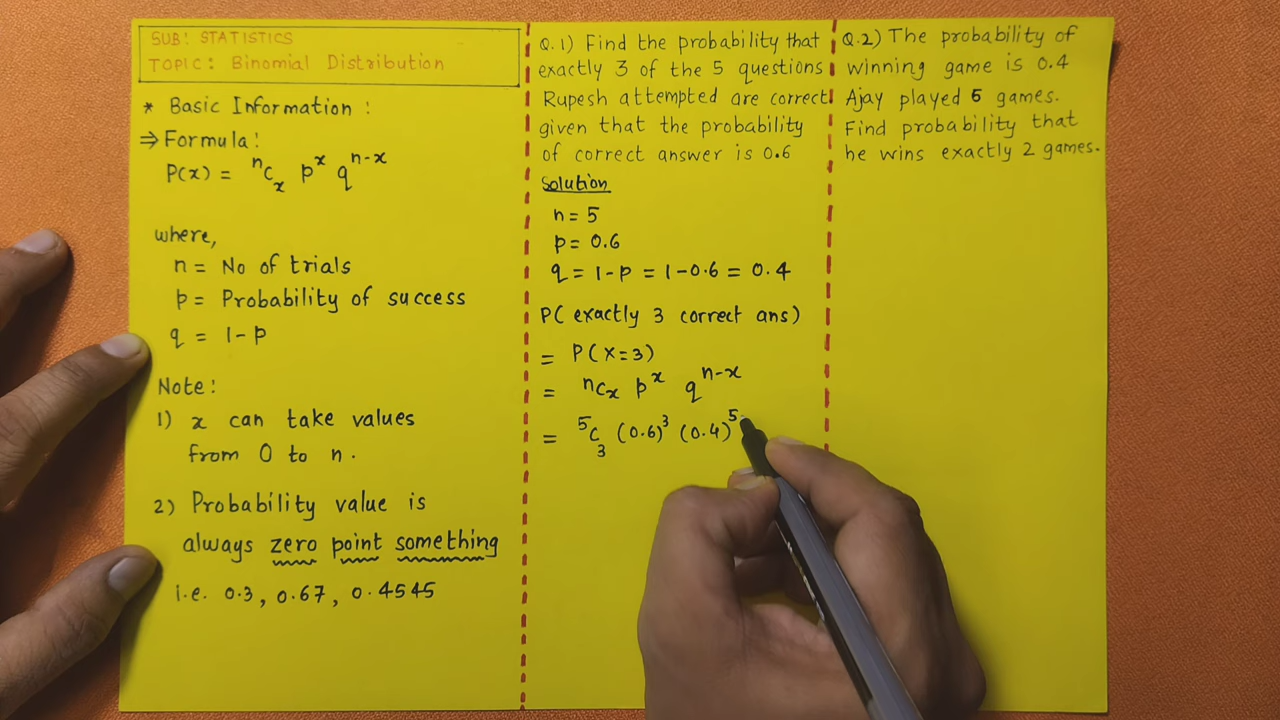 SUB: STATISTICS
TOPIC: Binomial Distribution
* Basic Information:
⇒ Formula:
P(x) = ⁿCₓ pˣ qⁿ⁻ˣ
where,
n = No of trials
p = Probability of success
q = 1-p
Note:
1) x can take values
from 0 to n.
2) Probability value is
always zero point something
i.e. 0.3, 0.67, 0.4545
Q.1) Find the probability that
exactly 3 of the 5 questions
Rupesh attempted are correct
given that the probability
of correct answer is 0.6
Solution
n = 5
p = 0.6
q = 1-p = 1-0.6 = 0.4
P( exactly 3 correct ans)
= P(X=3)
= ⁿCₓ pˣ qⁿ⁻ˣ
= ⁵C₃ (0.6)³ (0.4)⁵
Q.2) The probability of
winning game is 0.4
Ajay played 5 games.
Find probability that
he wins exactly 2 games.